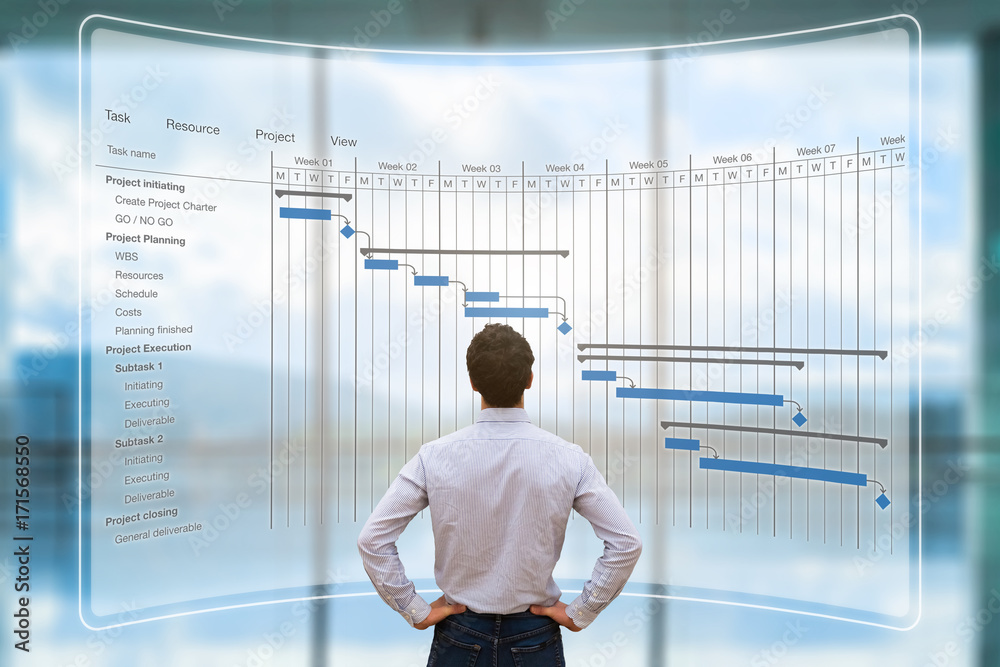 Task Resource Project View
Task name
Week 01 Week 02 Week 03 Week 04 Week 05 Week 06 Week 07 Week
M T W T F M T W T F M T W T F M T W T F M T W T F M T W T F M T W T F M T W
Project initiating
Create Project Charter
GO / NO GO
Project Planning
WBS
Resources
Schedule
Costs
Planning finished
Project Execution
Subtask 1
Initiating
Executing
Deliverable
Subtask 2
Initiating
Executing
Deliverable
Project closing
General deliverable
Adobe Stock | #171568550